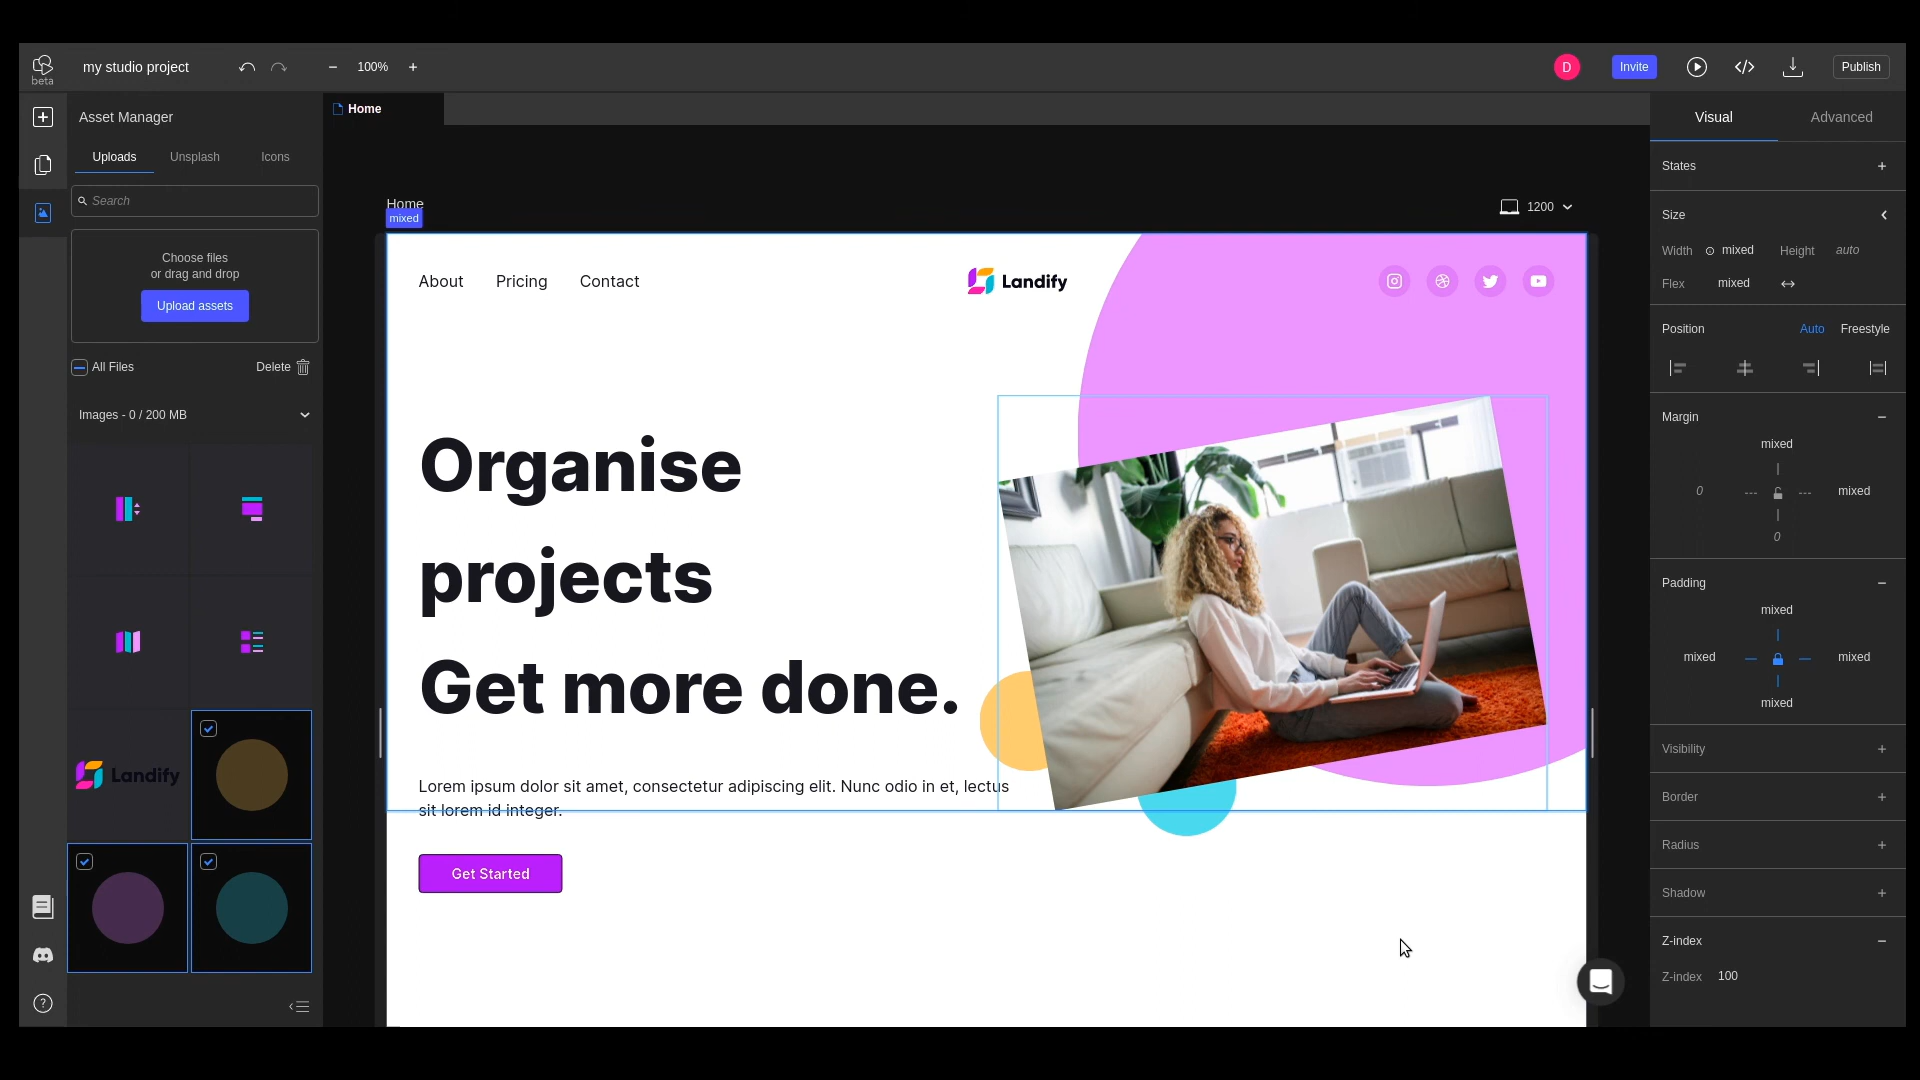 beta
my studio project
100%
D
Invite
Publish
Asset Manager
Uploads
Unsplash
Icons
Search
Choose files
or drag and drop
Upload assets
All Files
Delete
Images - 0 / 200 MB
Landify
Home
Home
mixed
1200
About
Pricing
Contact
Landify
Organise
projects
Get more done.
Lorem ipsum dolor sit amet, consectetur adipiscing elit. Nunc odio in et, lectus
sit lorem id integer.
Get Started
Visual
Advanced
States
Size
Width
mixed
Height
auto
Flex
mixed
Position
Auto
Freestyle
Margin
mixed
0
mixed
0
Padding
mixed
mixed
mixed
mixed
Visibility
Border
Radius
Shadow
Z-index
Z-index
100